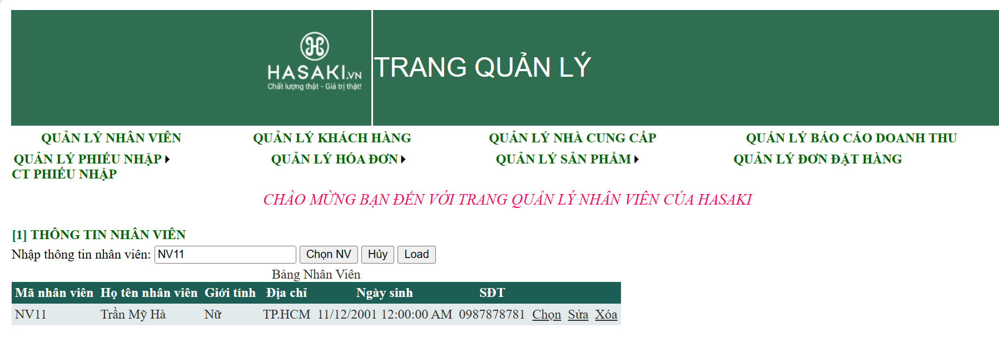 HASAKI.VN
Chất lượng thật - Giá trị thật!
TRANG QUẢN LÝ
QUẢN LÝ NHÂN VIÊN QUẢN LÝ KHÁCH HÀNG QUẢN LÝ NHÀ CUNG CẤP QUÁN LÝ BÁO CÁO DOANH THU
QUẢN LÝ PHIẾU NHẬP QUẢN LÝ HÓA ĐƠN QUẢN LÝ SẢN PHẨM QUẢN LÝ ĐƠN ĐẶT HÀNG
CT PHIẾU NHẬP
CHÀO MỪNG BẠN ĐẾN VỚI TRANG QUẢN LÝ NHÂN VIÊN CỦA HASAKI
[1] THÔNG TIN NHÂN VIÊN
Nhập thông tin nhân viên: NV11 Chọn NV Hủy Load
Bảng Nhân Viên
Mã nhân viên Họ tên nhân viên Giới tính Địa chỉ Ngày sinh SĐT
NV11 Trần Mỹ Hà Nữ TP.HCM 11/12/2001 12:00:00 AM 0987878781 Chọn Sửa Xóa